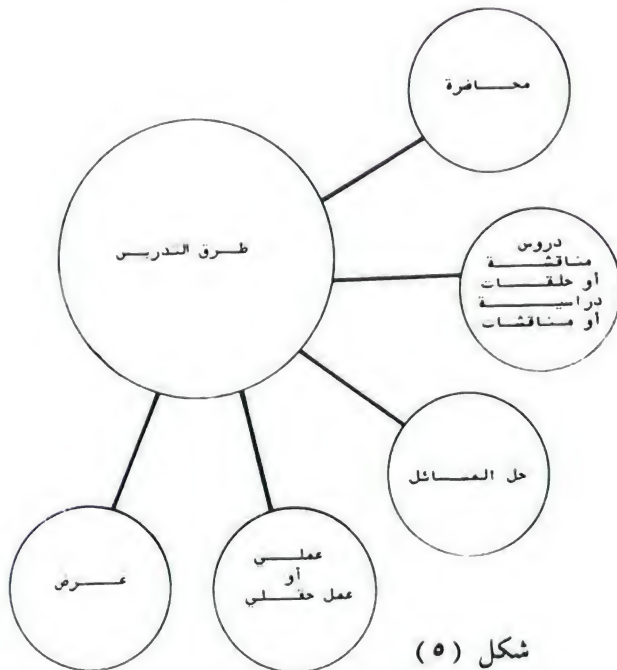 محاضرة
طرق التدريس
دروس
مناقشة
أو حلقات
دراسية
أو مناقشات
حل المسائل
عملي
أو
عمل حقلي
عرض
شكل (٥)